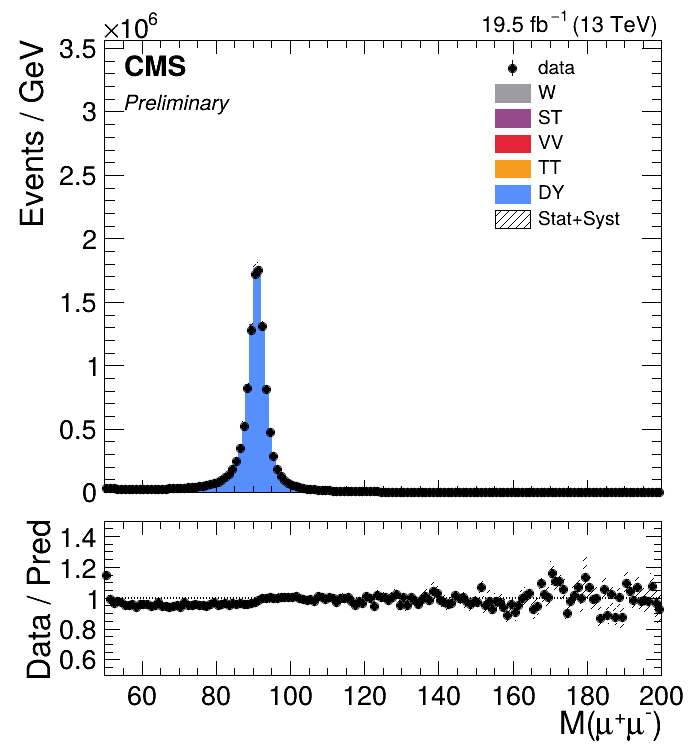 ×10⁶
19.5 fb⁻¹ (13 TeV)
CMS
Preliminary
Events / GeV
3.5
3
2.5
2
1.5
1
0.5
0
data
W
ST
VV
TT
DY
Stat+Syst
Data / Pred
1.4
1.2
1
0.8
0.6
60 80 100 120 140 160 180 200
M(μ⁺μ⁻)